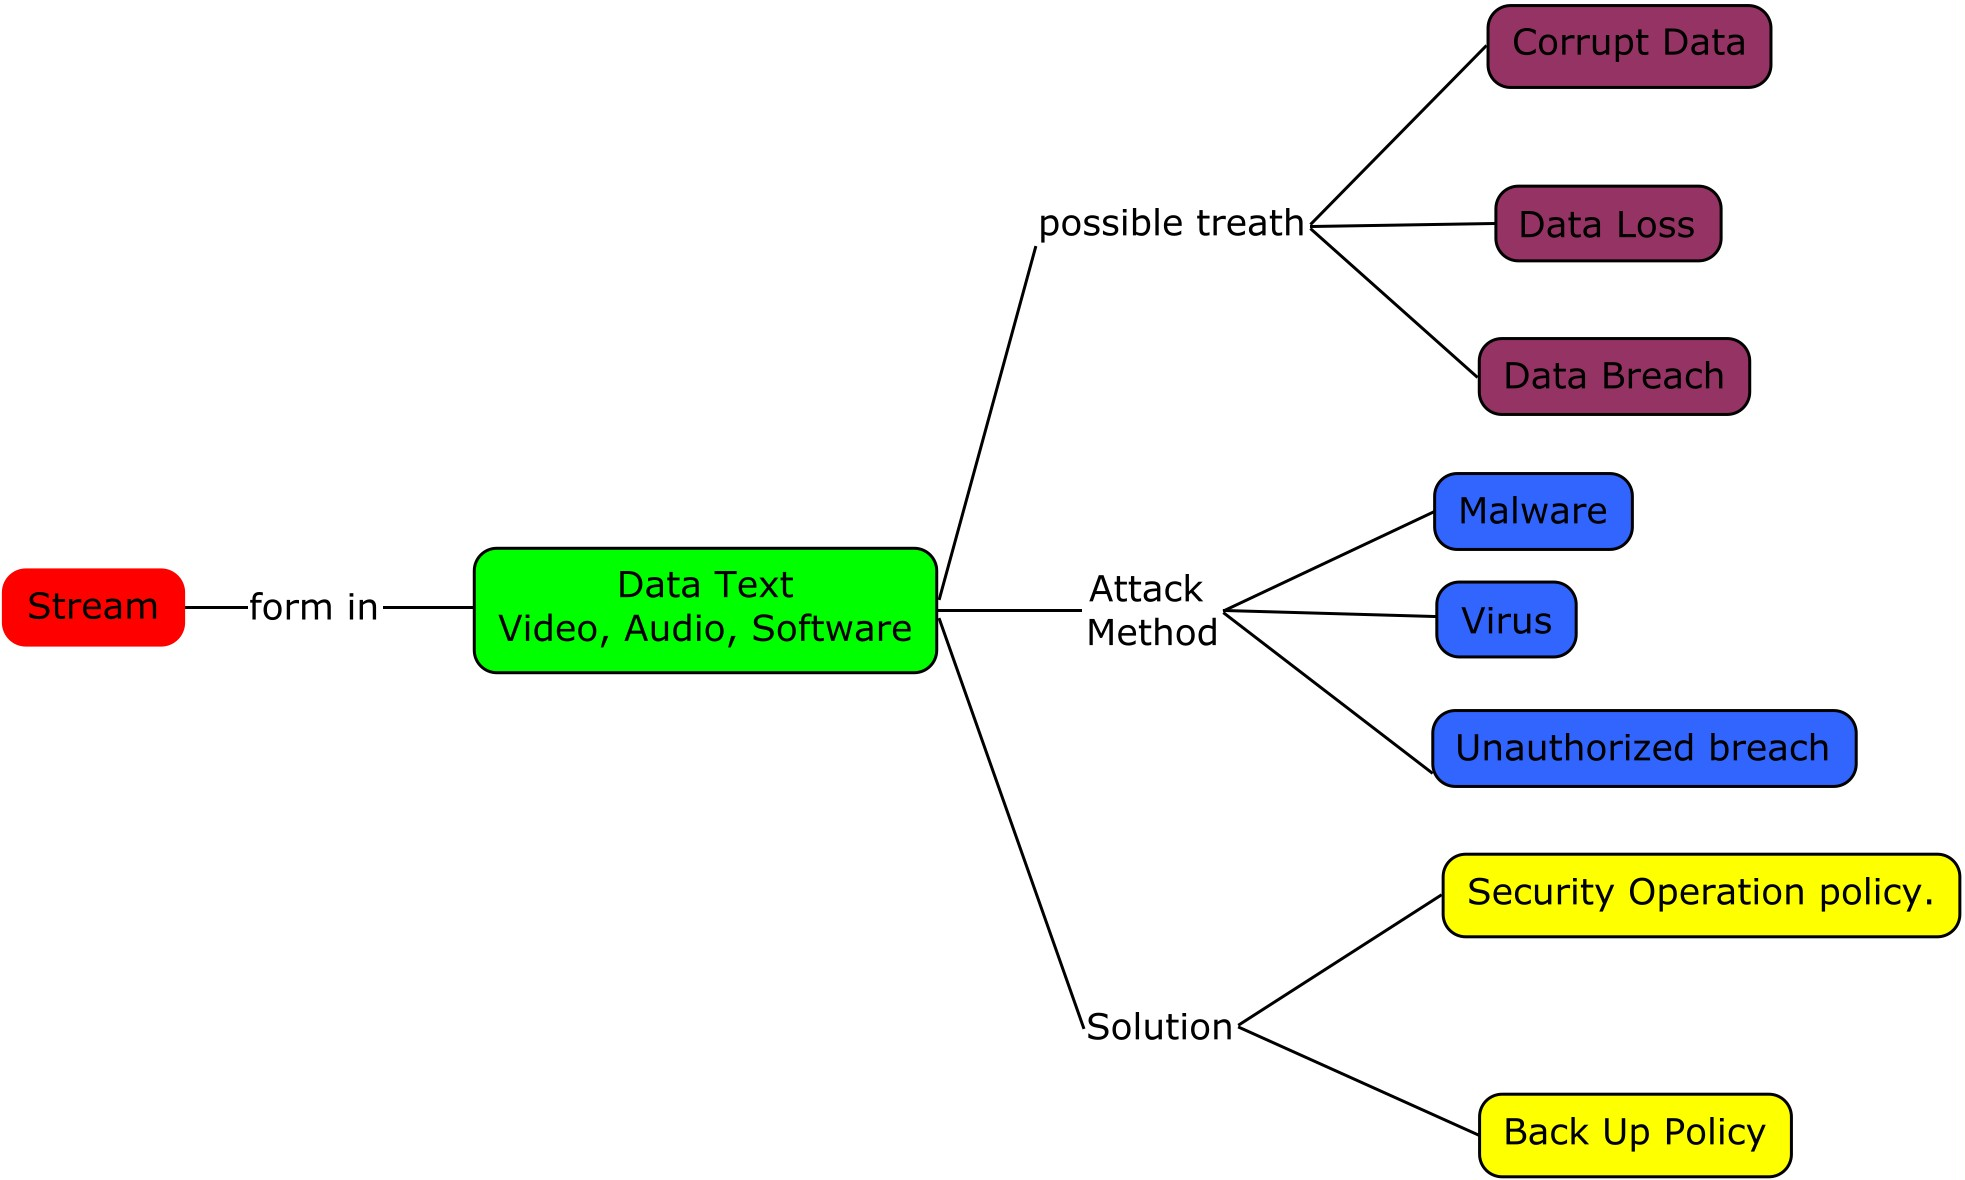 Stream
form in
Data Text
Video, Audio, Software
possible treath
Corrupt Data
Data Loss
Data Breach
Attack
Method
Malware
Virus
Unauthorized breach
Solution
Security Operation policy.
Back Up Policy